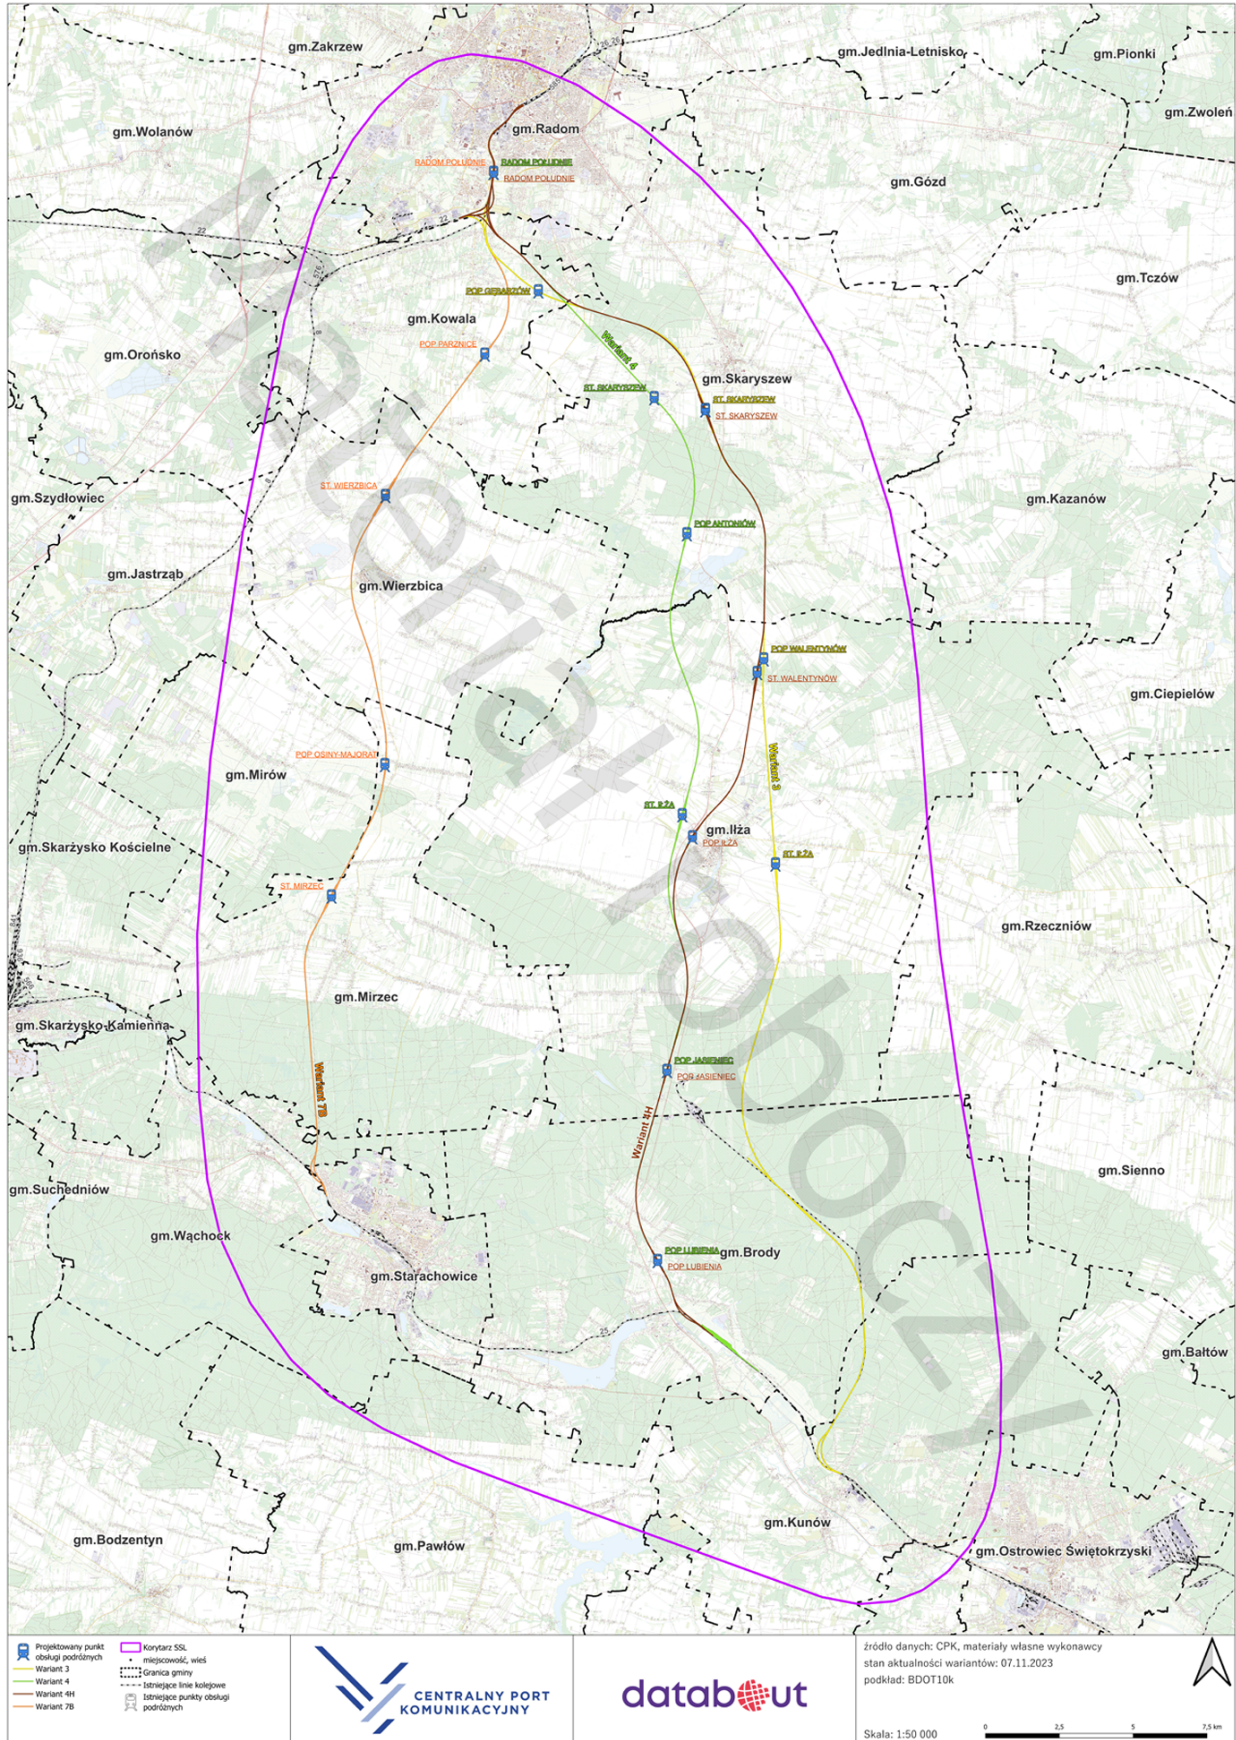 gm.Zakrzew
gm.Jedlnia-Letnisko
gm.Pionki
gm.Zwoleń
gm.Wolanów
gm.Radom
RADOM POŁUDNIE
RADOM POŁUDNIE
RADOM POŁUDNIE
gm.Gózd
22
22
gm.Tczów
POP GĘBARZÓW
gm.Kowala
POP PARZNICE
Wariant 4
gm.Orońsko
gm.Skaryszew
ST. SKARYSZEW
ST. SKARYSZEW
ST. SKARYSZEW
ST. WIERZBICA
gm.Szydłowiec
gm.Kazanów
POP ANTONIÓW
gm.Jastrząb
gm.Wierzbica
POP WALENTYNÓW
ST. WALENTYNÓW
gm.Ciepielów
POP OSINY-MAJORAT
gm.Mirów
Wariant 3
ST. IŁŻA
gm.Iłża
POP IŁŻA
ST. IŁŻA
gm.Skarżysko Kościelne
ST. MIRZEC
gm.Rzeczniów
gm.Mirzec
gm.Skarżysko-Kamienna
POP JASIENIEC
POP JASIENIEC
Wariant 7B
Wariant 4H
gm.Sienno
gm.Suchedniów
gm.Wąchock
POP LUBIENIA
gm.Brody
POP LUBIENIA
gm.Starachowice
25
25
gm.Bałtów
gm.Kunów
gm.Bodzentyn
gm.Pawłów
gm.Ostrowiec Świętokrzyski
Materiał roboczy
Projektowany punkt
obsługi podróżnych
Wariant 3
Wariant 4
Wariant 4H
Wariant 7B
Korytarz SSL
miejscowość, wieś
Granica gminy
Istniejące linie kolejowe
Istniejące punkty obsługi
podróżnych
CENTRALNY PORT
KOMUNIKACYJNY
databout
źródło danych: CPK, materiały własne wykonawcy
stan aktualności wariantów: 07.11.2023
podkład: BDOT10k
Skala: 1:50 000
0 2,5 5 7,5 km